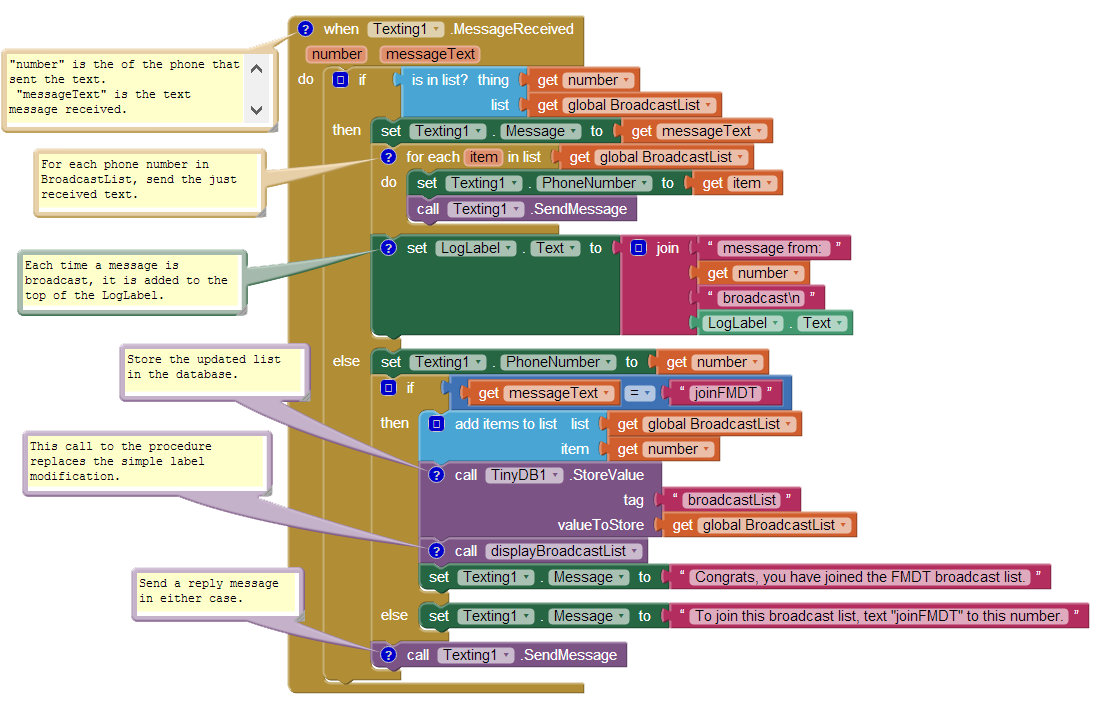 when Texting1 .MessageReceived
number messageText
"number" is the of the phone that
sent the text.
"messageText" is the text
message received.
do if is in list? thing get number
list get global BroadcastList
then set Texting1 . Message to get messageText
For each phone number in
BroadcastList, send the just
received text.
for each item in list get global BroadcastList
do set Texting1 . PhoneNumber to get item
call Texting1 .SendMessage
Each time a message is
broadcast, it is added to the
top of the LogLabel.
set LogLabel . Text to join " message from: "
get number
" broadcast\n "
LogLabel . Text
else set Texting1 . PhoneNumber to get number
Store the updated list
in the database.
if get messageText = " joinFMDT "
then add items to list list get global BroadcastList
item get number
This call to the procedure
replaces the simple label
modification.
call TinyDB1 .StoreValue
tag " broadcastList "
valueToStore get global BroadcastList
call displayBroadcastList
set Texting1 . Message to " Congrats, you have joined the FMDT broadcast list. "
Send a reply message
in either case.
else set Texting1 . Message to " To join this broadcast list, text "joinFMDT" to this number. "
call Texting1 .SendMessage